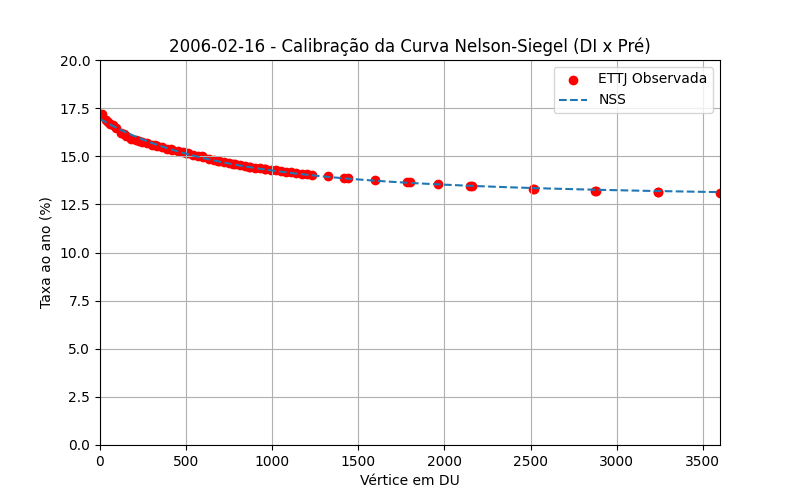 2006-02-16 - Calibração da Curva Nelson-Siegel (DI x Pré)
ETTJ Observada
NSS
Taxa ao ano (%)
20.0
17.5
15.0
12.5
10.0
7.5
5.0
2.5
0.0
0 500 1000 1500 2000 2500 3000 3500
Vértice em DU